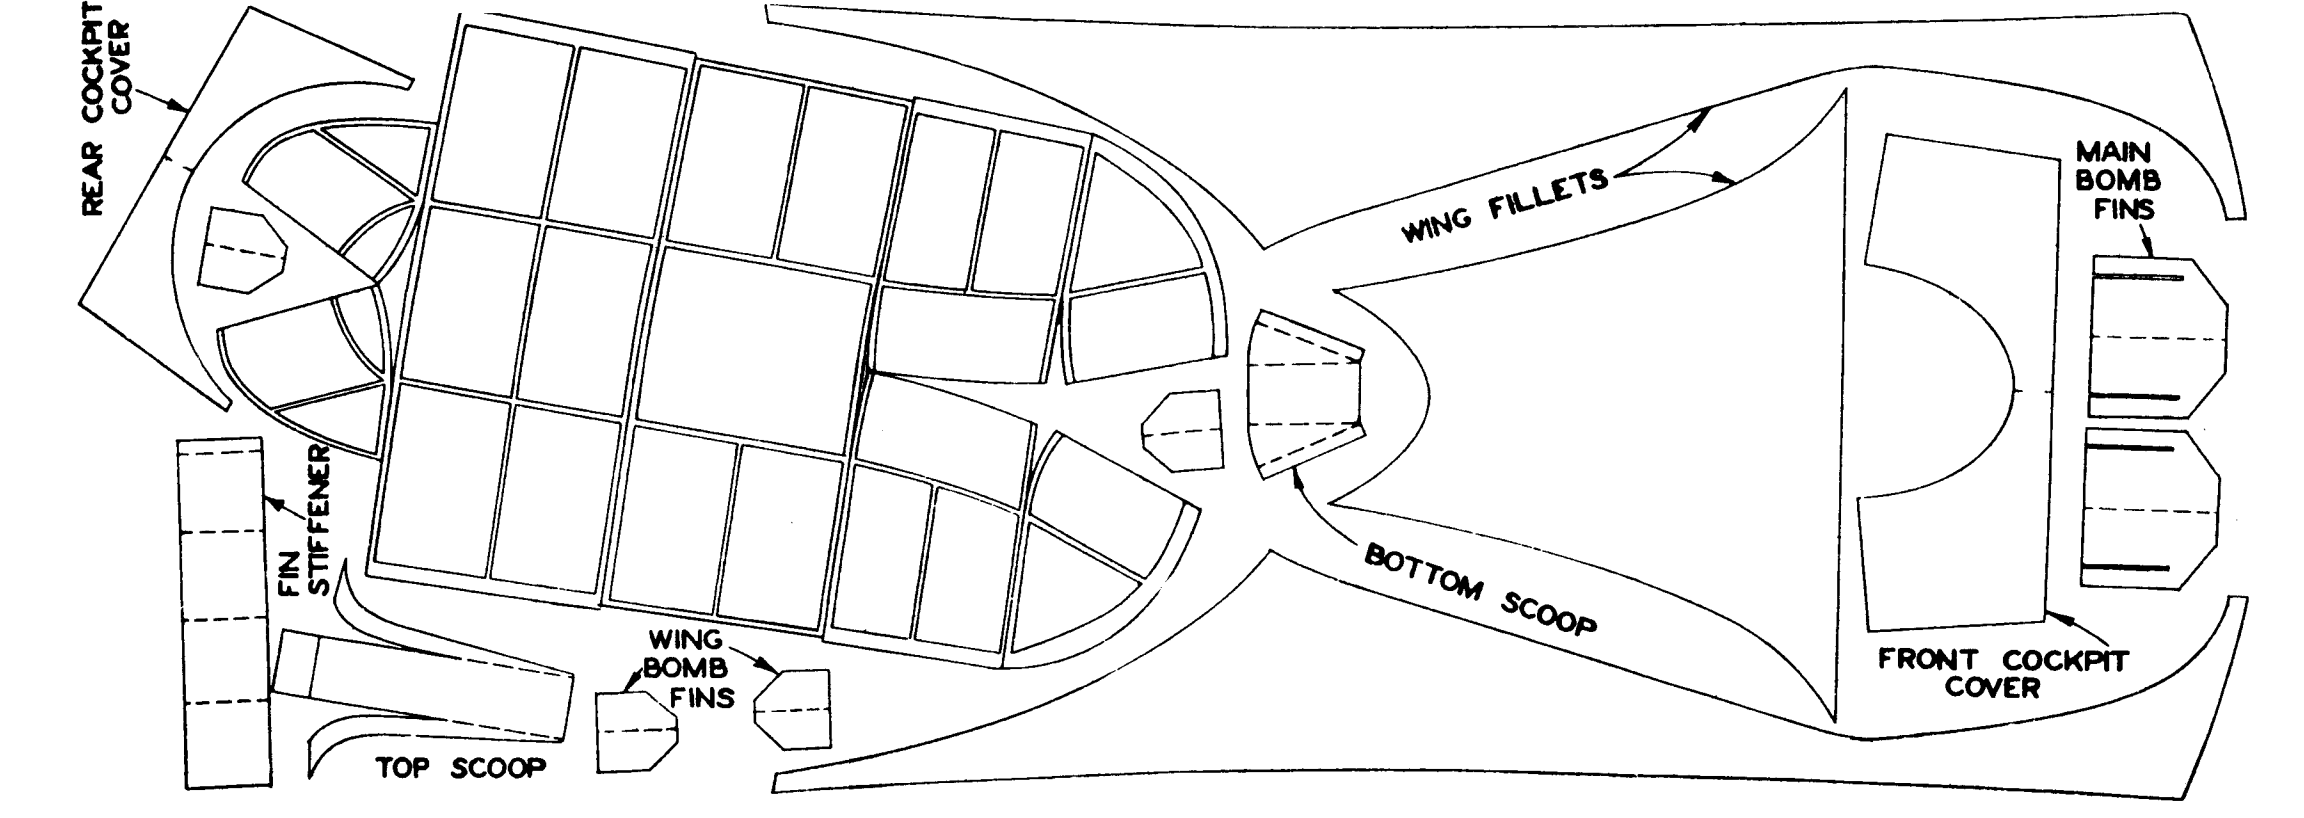 REAR COCKPIT
COVER
WING FILLETS
MAIN
BOMB
FINS
FIN
STIFFENER
BOTTOM SCOOP
WING
BOMB
FINS
FRONT COCKPIT
COVER
TOP SCOOP